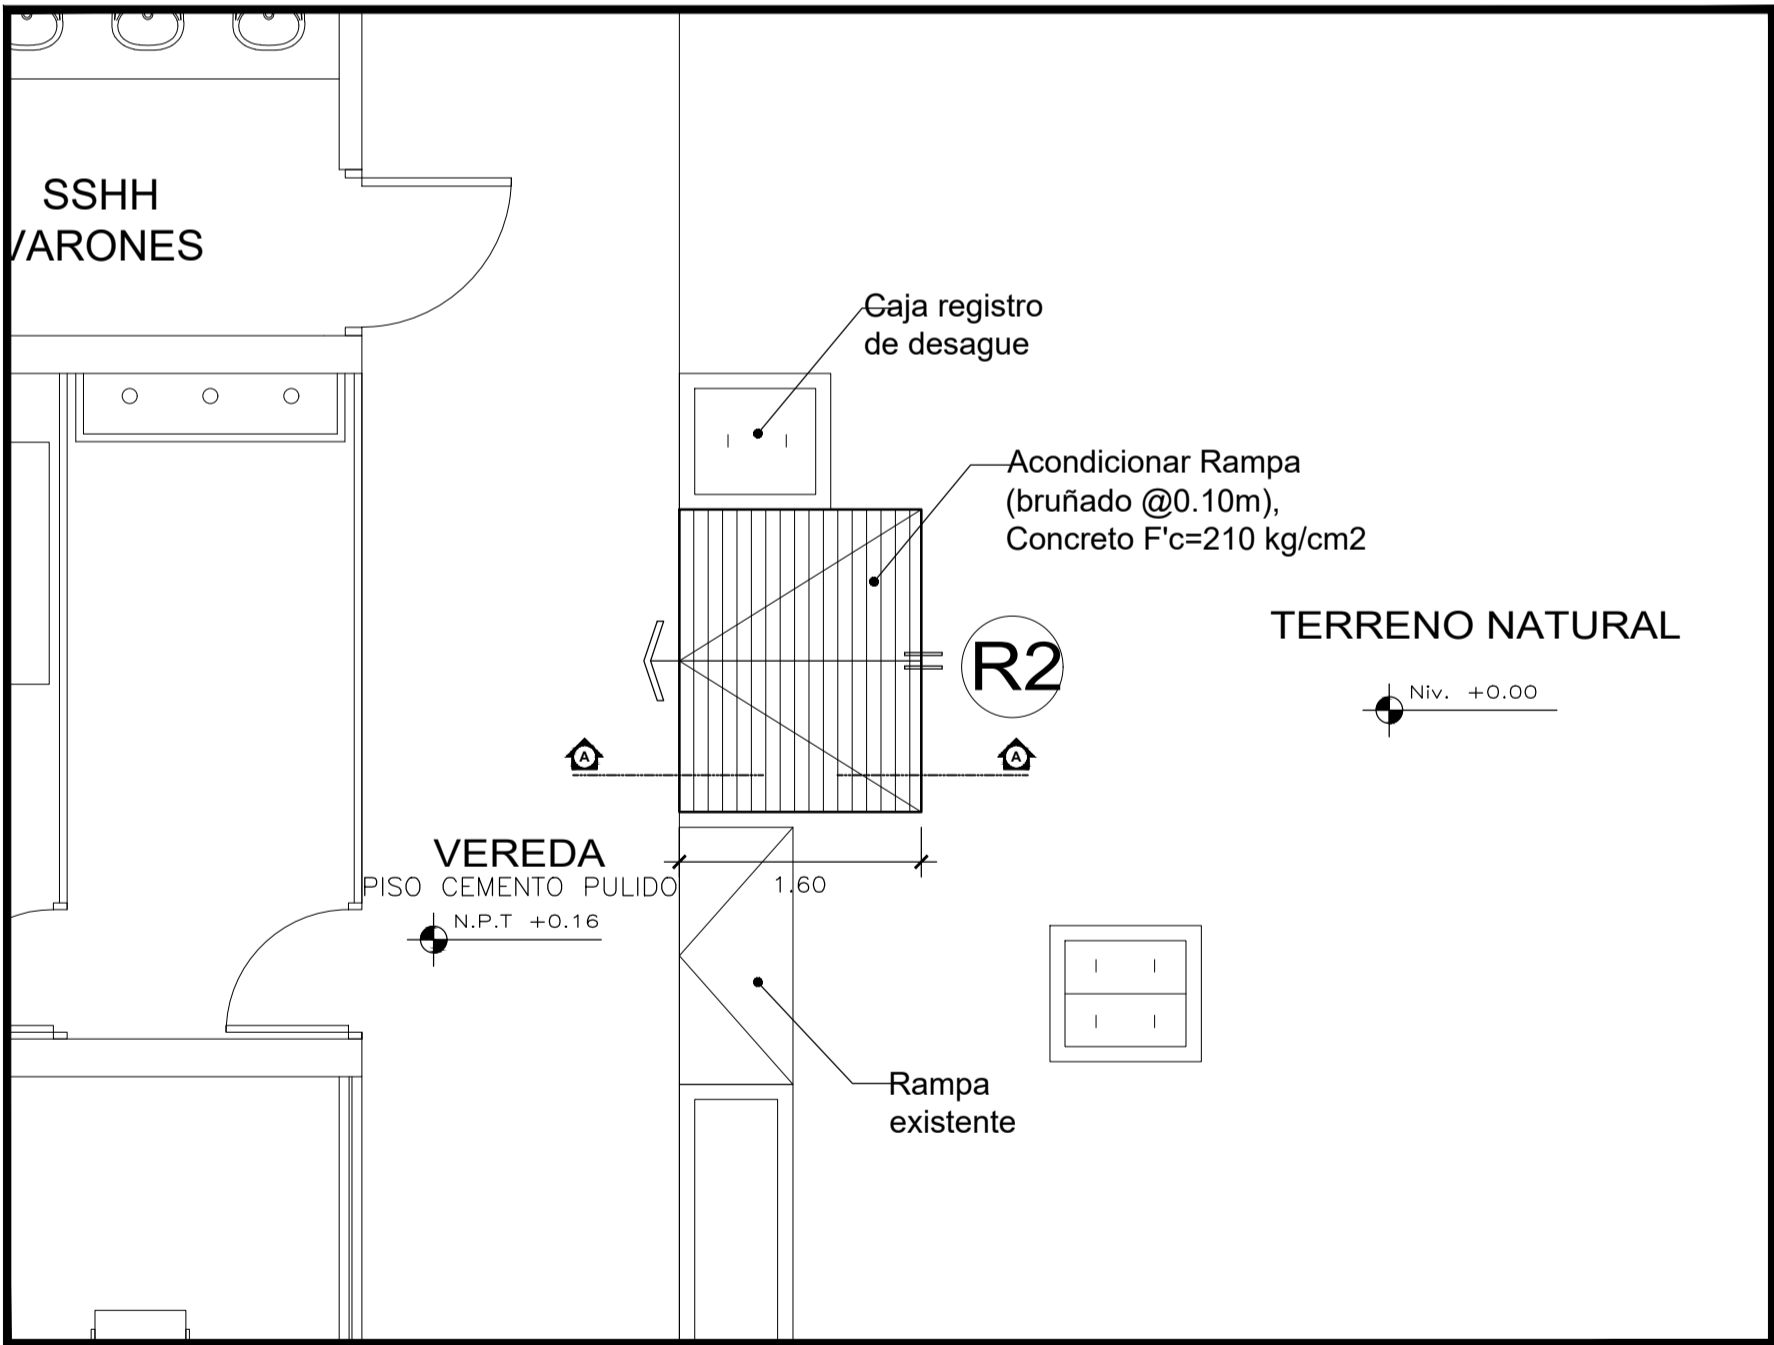 SSHH
VARONES
Caja registro
de desague
Acondicionar Rampa
(bruñado @0.10m),
Concreto F'c=210 kg/cm2
TERRENO NATURAL
R2
Niv. +0.00
A
A
VEREDA
PISO CEMENTO PULIDO
1.60
N.P.T +0.16
Rampa
existente